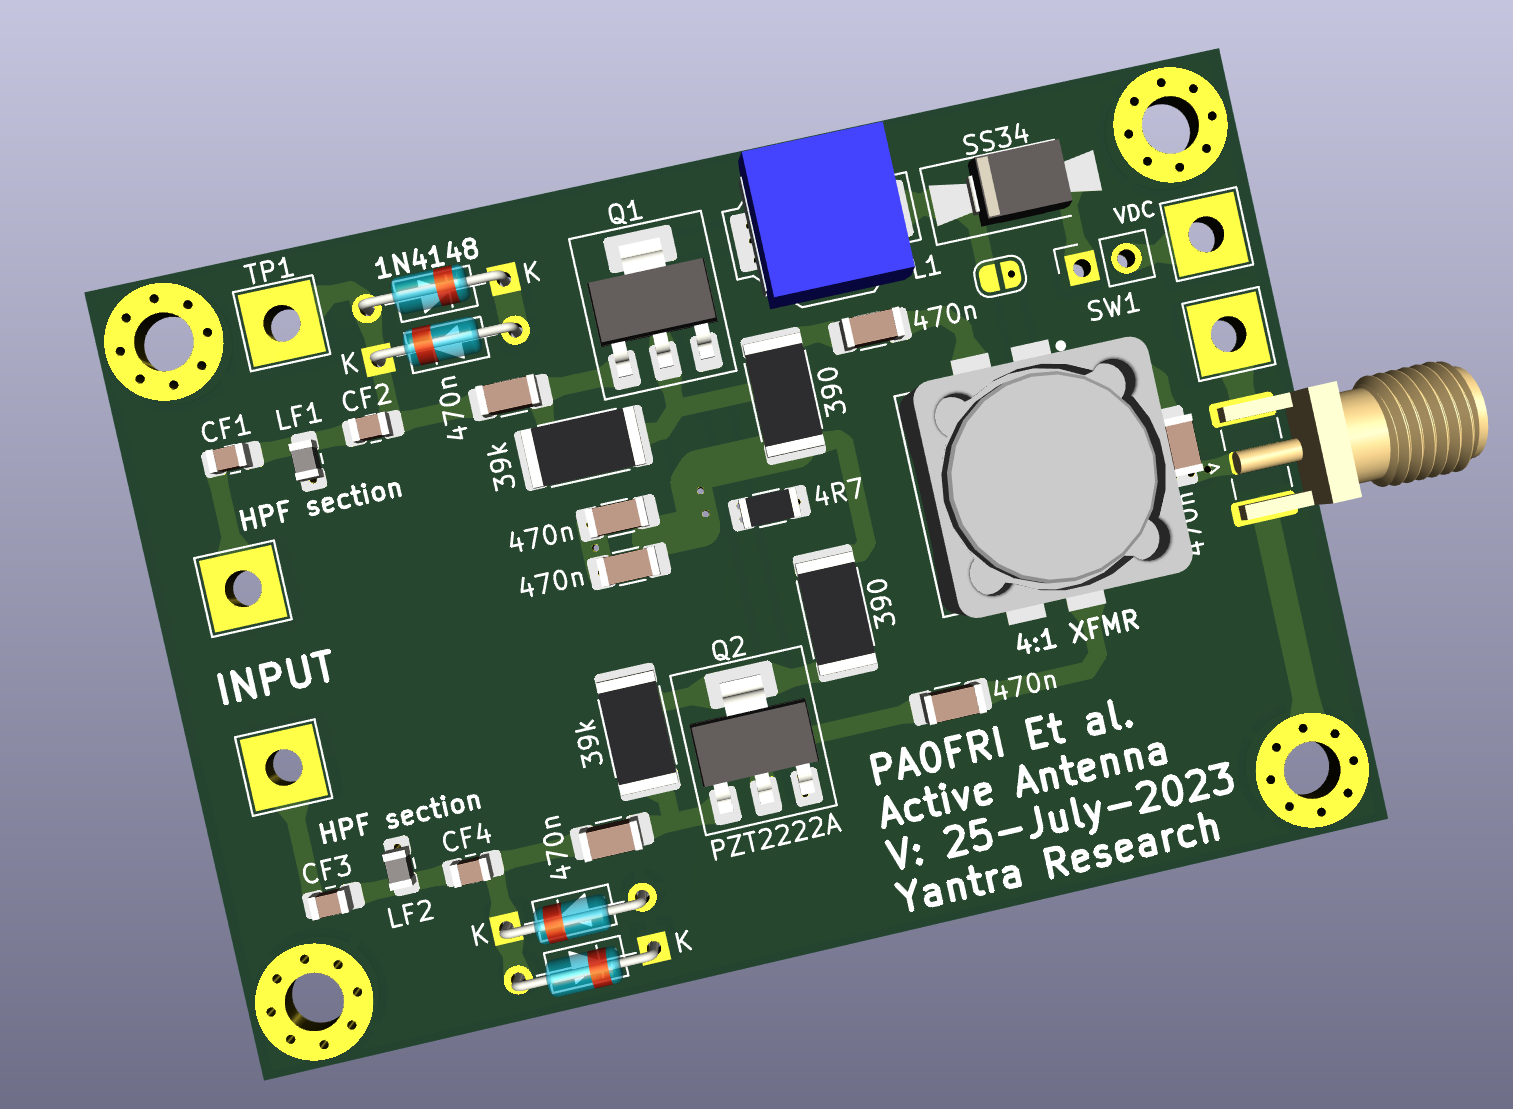 SS34
Q1
VDC
TP1
1N4148
K
L1
SW1
470n
K
CF2
390
CF1
LF1
470n
39k
HPF section
4R7
470n
470n
470n
390
4:1 XFMR
INPUT
Q2
470n
39k
PA0FRI Et al.
Active Antenna
V: 25-July-2023
Yantra Research
HPF section
CF4
470n
PZT2222A
CF3
LF2
K
K